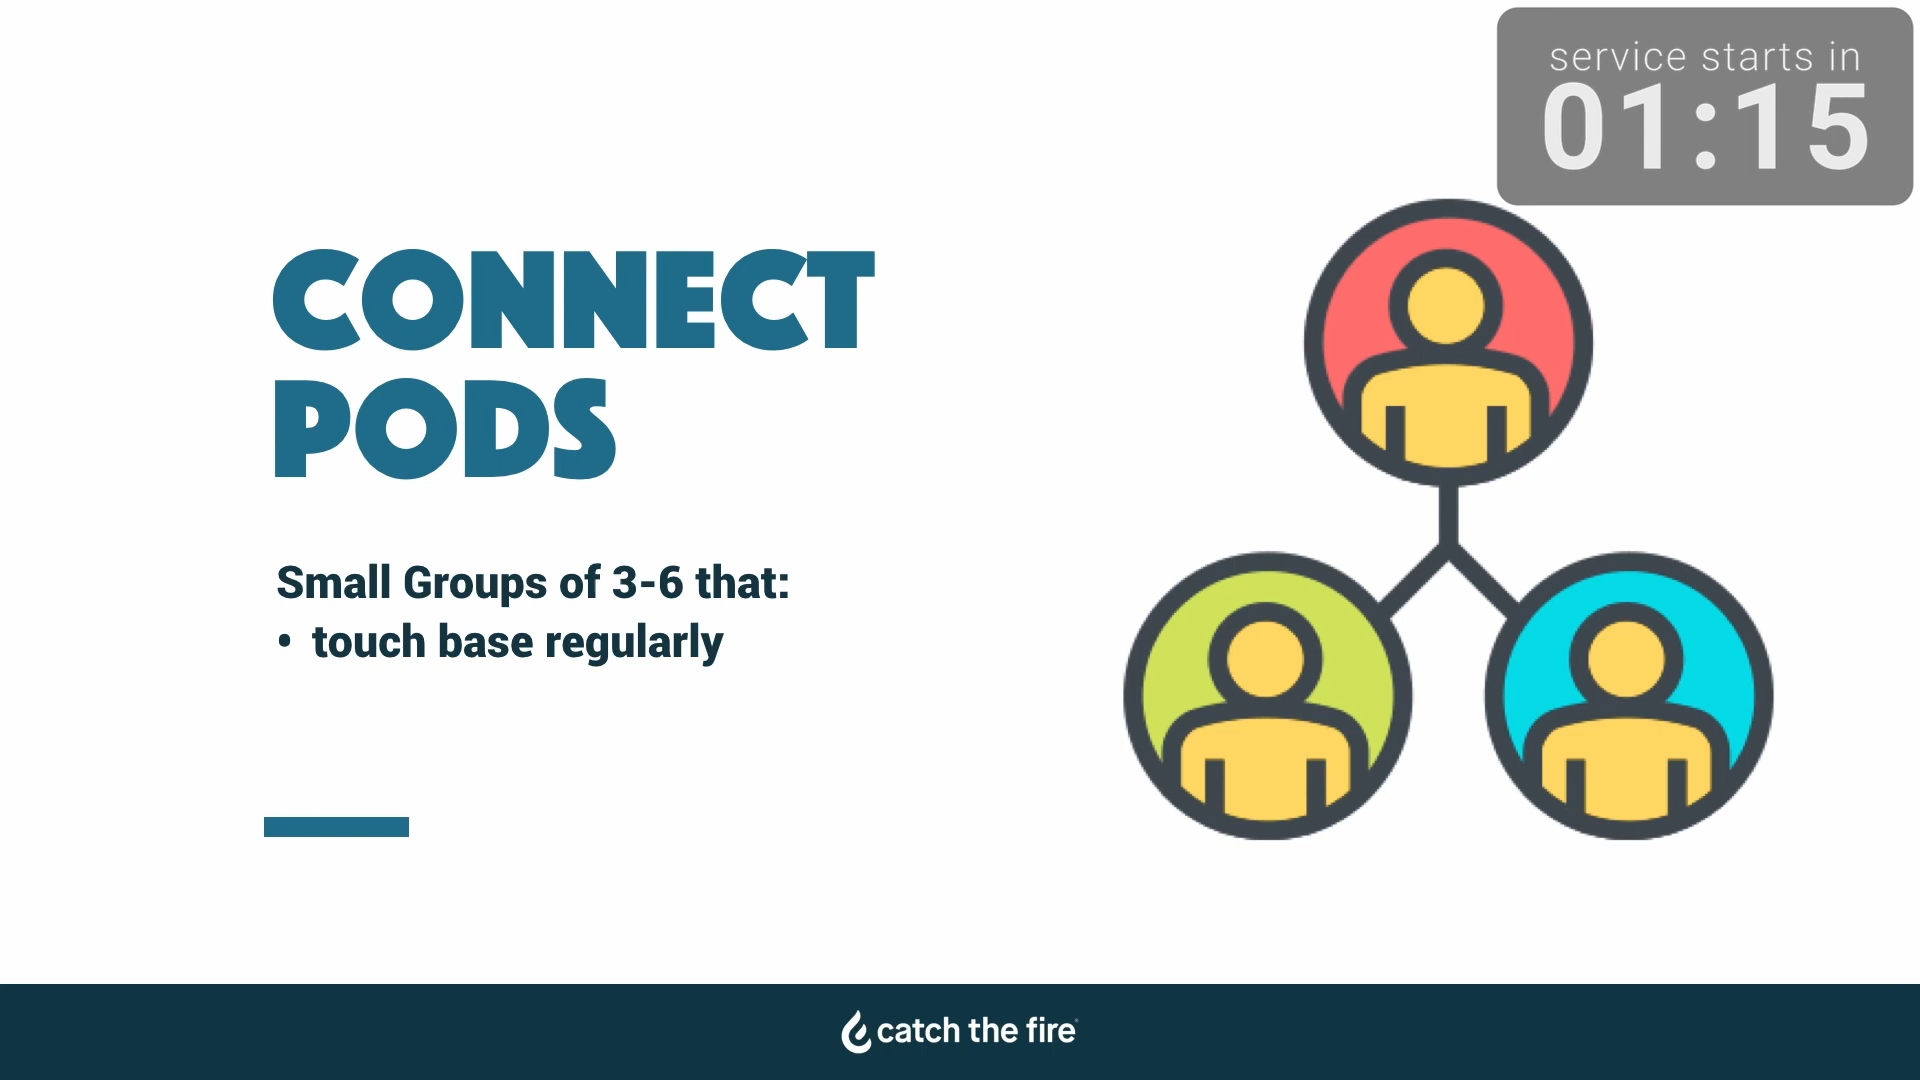 service starts in
01:15
CONNECT
PODS
Small Groups of 3-6 that:
• touch base regularly
catch the fire